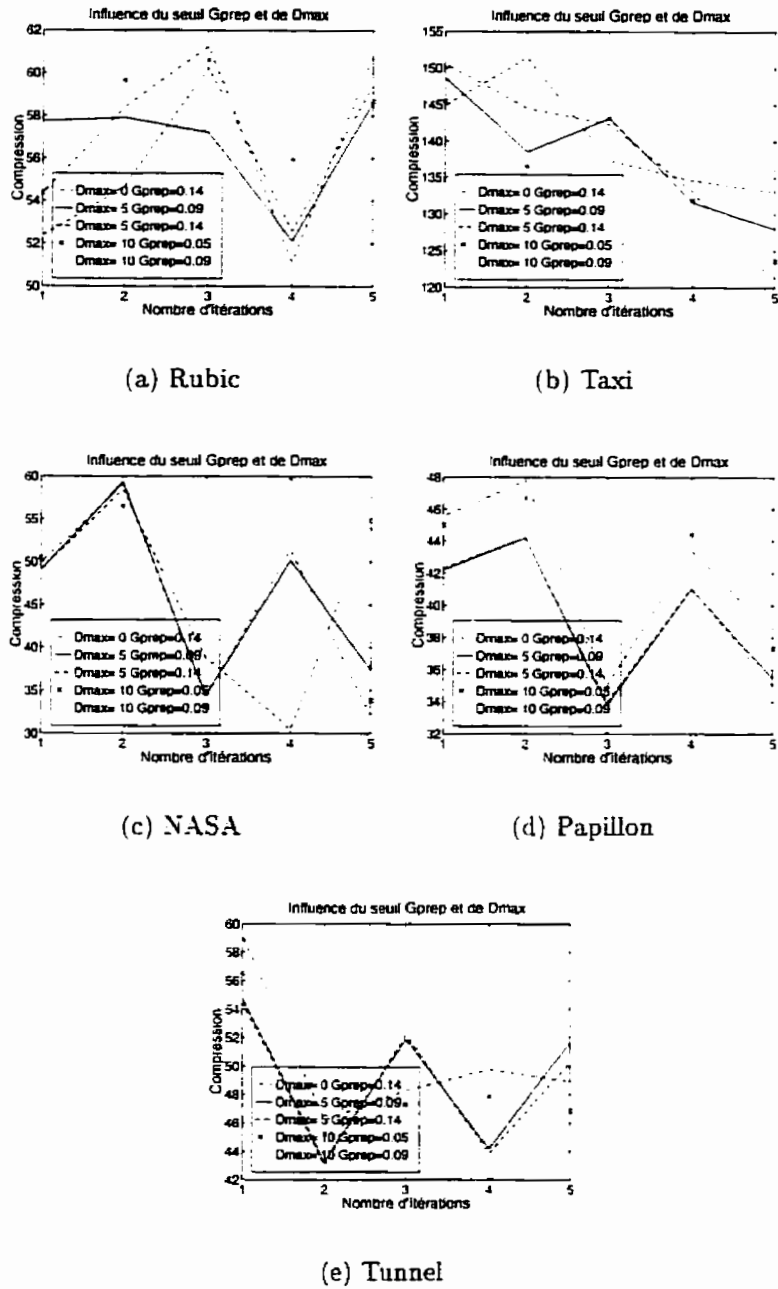 Influence du seuil Gprep et de Dmax
62
60
58
56
54
52
50
Compression
Dmax= 0 Gprep=0.14
Dmax= 5 Gprep=0.09
Dmax= 5 Gprep=0.14
Dmax= 10 Gprep=0.05
Dmax= 10 Gprep=0.09
1 2 3 4 5
Nombre d'itérations
(a) Rubic
Influence du seuil Gprep et de Dmax
155
150
145
140
135
130
125
120
Compression
Dmax= 0 Gprep=0.14
Dmax= 5 Gprep=0.09
Dmax= 5 Gprep=0.14
Dmax= 10 Gprep=0.05
Dmax= 10 Gprep=0.09
1 2 3 4 5
Nombre d'itérations
(b) Taxi
Influence du seuil Gprep et de Dmax
60
55
50
45
40
35
30
Compression
Dmax= 0 Gprep=0.14
Dmax= 5 Gprep=0.09
Dmax= 5 Gprep=0.14
Dmax= 10 Gprep=0.05
Dmax= 10 Gprep=0.09
1 2 3 4 5
Nombre d'itérations
(c) NASA
Influence du seuil Gprep et de Dmax
48
46
44
42
40
38
36
34
32
Compression
Dmax= 0 Gprep=0.14
Dmax= 5 Gprep=0.09
Dmax= 5 Gprep=0.14
Dmax= 10 Gprep=0.05
Dmax= 10 Gprep=0.09
1 2 3 4 5
Nombre d'itérations
(d) Papillon
Influence du seuil Gprep et de Dmax
60
58
56
54
52
50
48
46
44
42
Compression
Dmax= 0 Gprep=0.14
Dmax= 5 Gprep=0.09
Dmax= 5 Gprep=0.14
Dmax= 10 Gprep=0.05
Dmax= 10 Gprep=0.09
1 2 3 4 5
Nombre d'itérations
(e) Tunnel